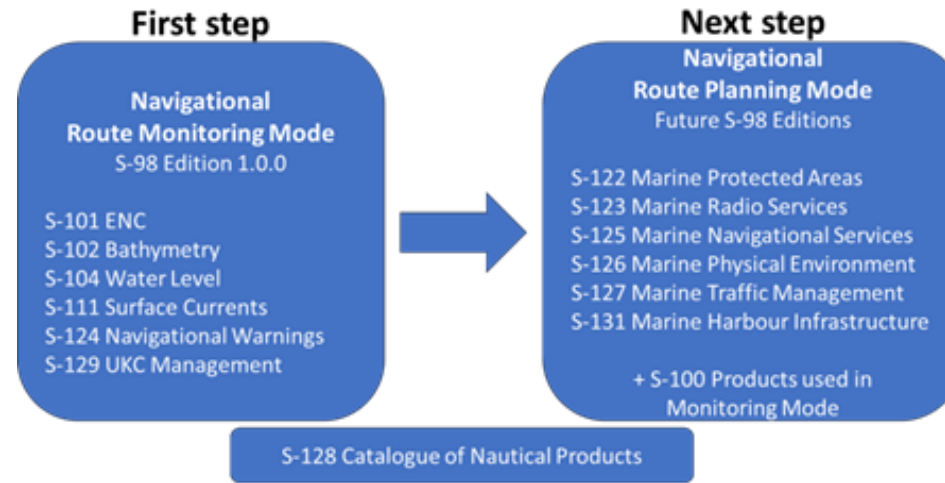 First step
Navigational
Route Monitoring Mode
S-98 Edition 1.0.0
S-101 ENC
S-102 Bathymetry
S-104 Water Level
S-111 Surface Currents
S-124 Navigational Warnings
S-129 UKC Management
Next step
Navigational
Route Planning Mode
Future S-98 Editions
S-122 Marine Protected Areas
S-123 Marine Radio Services
S-125 Marine Navigational Services
S-126 Marine Physical Environment
S-127 Marine Traffic Management
S-131 Marine Harbour Infrastructure
+ S-100 Products used in
Monitoring Mode
S-128 Catalogue of Nautical Products